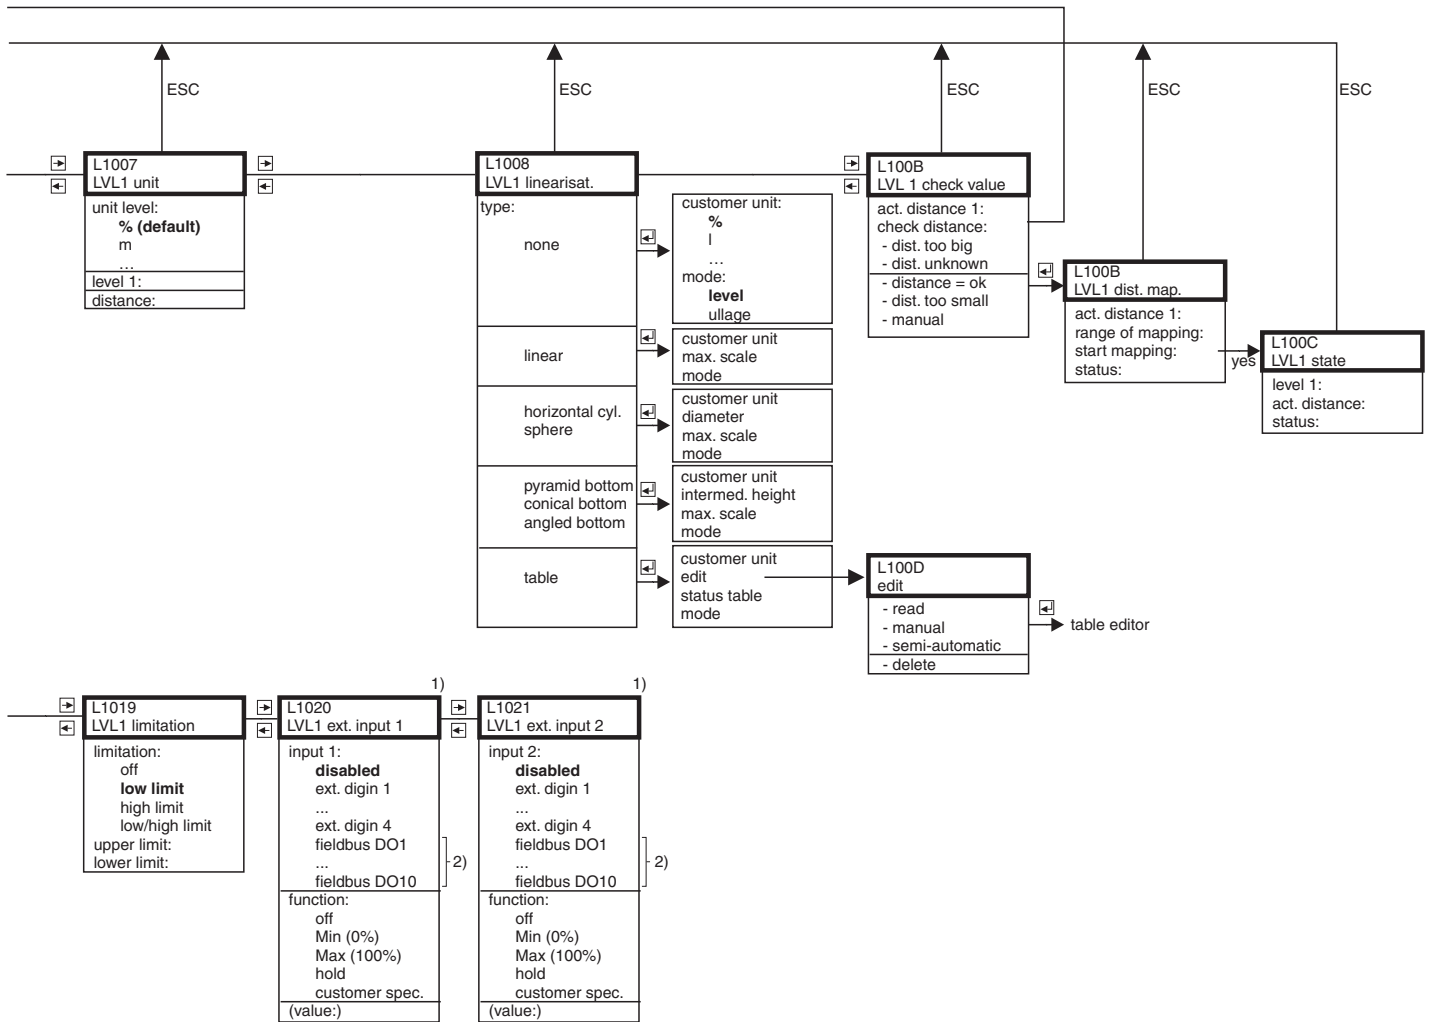 ESC
ESC
ESC
ESC
ESC
L1007
LVL1 unit
unit level:
% (default)
m
...
level 1:
distance:
L1008
LVL1 linearisat.
type:
none
linear
horizontal cyl.
sphere
pyramid bottom
conical bottom
angled bottom
table
customer unit:
%
l
...
mode:
level
ullage
customer unit
max. scale
mode
customer unit
diameter
max. scale
mode
customer unit
intermed. height
max. scale
mode
customer unit
edit
status table
mode
L100B
LVL 1 check value
act. distance 1:
check distance:
- dist. too big
- dist. unknown
- distance = ok
- dist. too small
- manual
L100B
LVL1 dist. map.
act. distance 1:
range of mapping:
start mapping:
status:
yes
L100C
LVL1 state
level 1:
act. distance:
status:
L100D
edit
- read
- manual
- semi-automatic
- delete
table editor
L1019
LVL1 limitation
limitation:
off
low limit
high limit
low/high limit
upper limit:
lower limit:
1)
L1020
LVL1 ext. input 1
input 1:
disabled
ext. digin 1
...
ext. digin 4
fieldbus DO1
...
fieldbus DO10
2)
function:
off
Min (0%)
Max (100%)
hold
customer spec.
(value:)
1)
L1021
LVL1 ext. input 2
input 2:
disabled
ext. digin 1
...
ext. digin 4
fieldbus DO1
...
fieldbus DO10
2)
function:
off
Min (0%)
Max (100%)
hold
customer spec.
(value:)